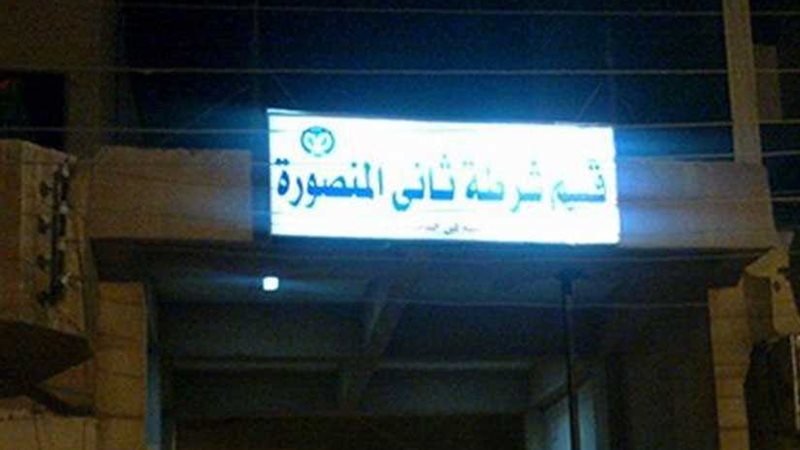 قسم شرطة ثانى المنصورة